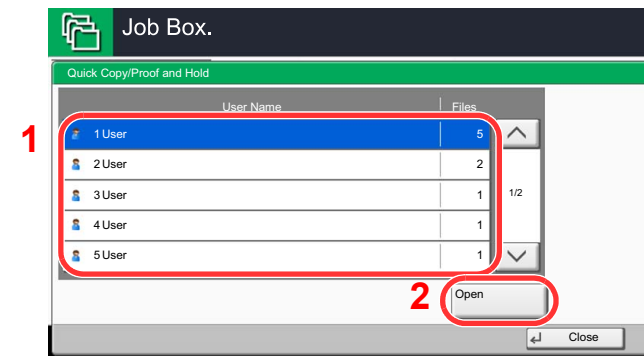 Job Box.
Quick Copy/Proof and Hold
User Name Files
1
1 User 5
2 User 2
3 User 1
1/2
4 User 1
5 User 1
2
Open
Close